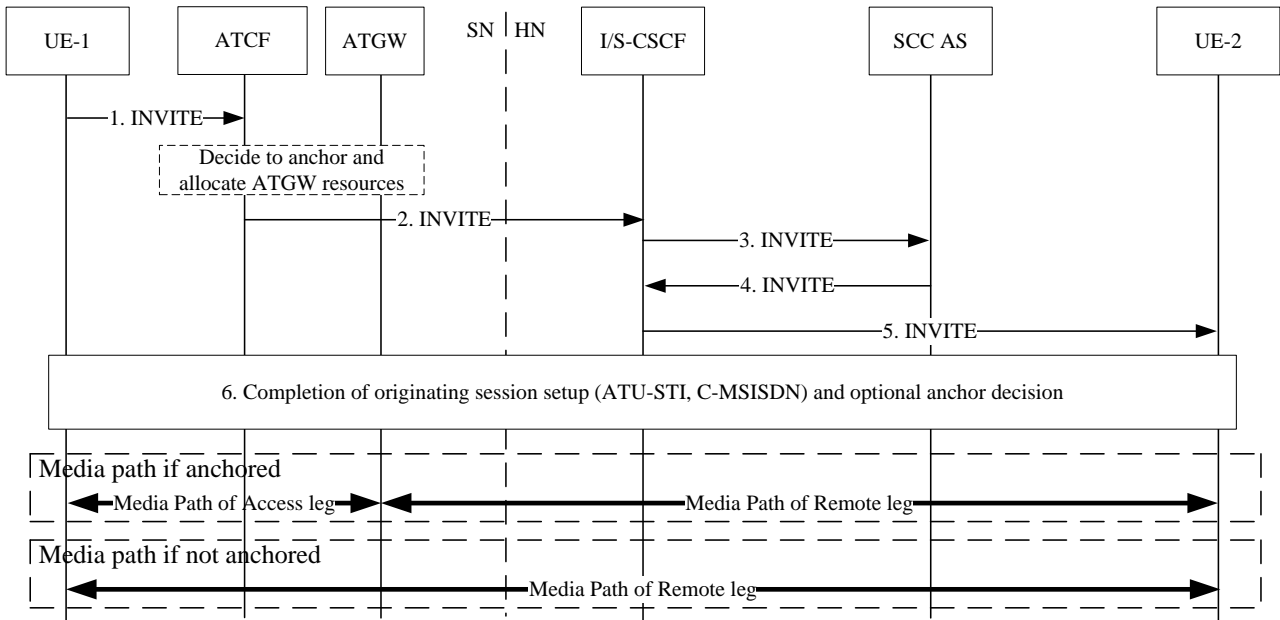 UE-1
ATCF
ATGW
SN
HN
I/S-CSCF
SCC AS
UE-2
1. INVITE
Decide to anchor and
allocate ATGW resources
2. INVITE
3. INVITE
4. INVITE
5. INVITE
6. Completion of originating session setup (ATU-STI, C-MSISDN) and optional anchor decision
Media path if anchored
Media Path of Access leg
Media Path of Remote leg
Media path if not anchored
Media Path of Remote leg